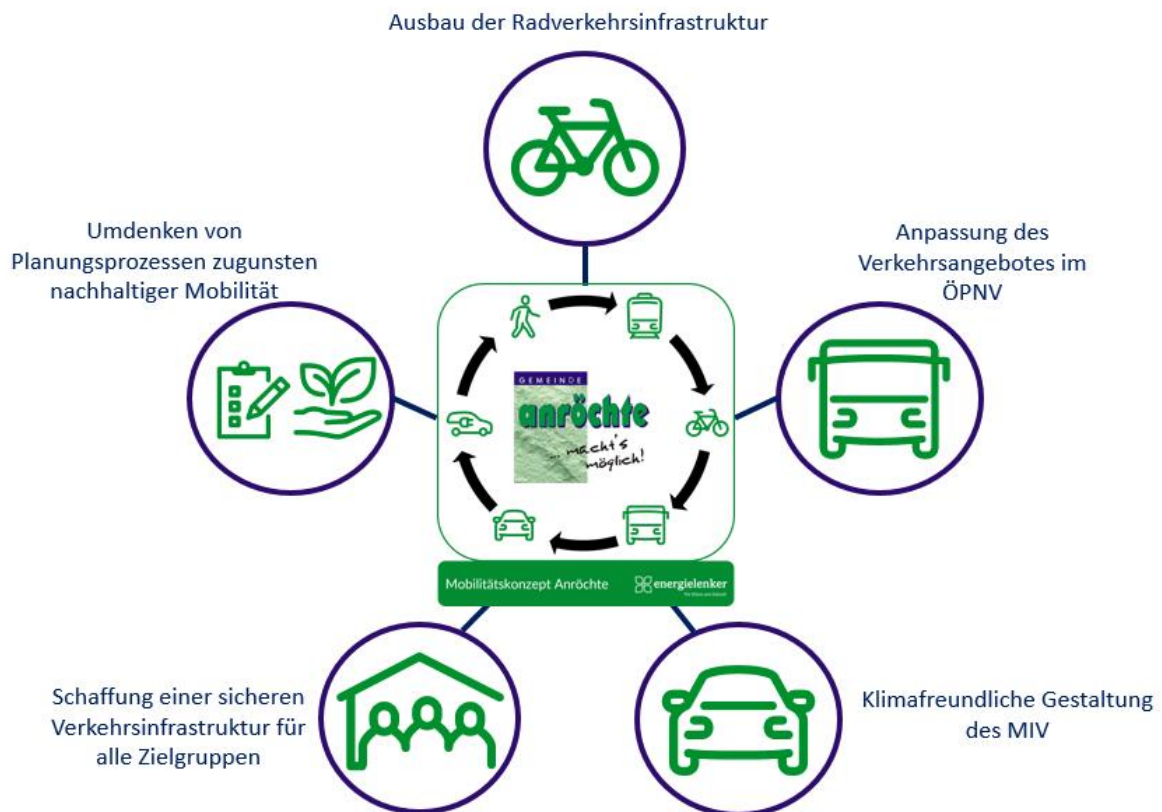 Ausbau der Radverkehrsinfrastruktur
Umdenken von
Planungsprozessen zugunsten
nachhaltiger Mobilität
Anpassung des
Verkehrsangebotes im
ÖPNV
GEMEINDE
anröchte
... macht's
möglich!
Mobilitätskonzept Anröchte
energielenker
Schaffung einer sicheren
Verkehrsinfrastruktur für
alle Zielgruppen
Klimafreundliche Gestaltung
des MIV